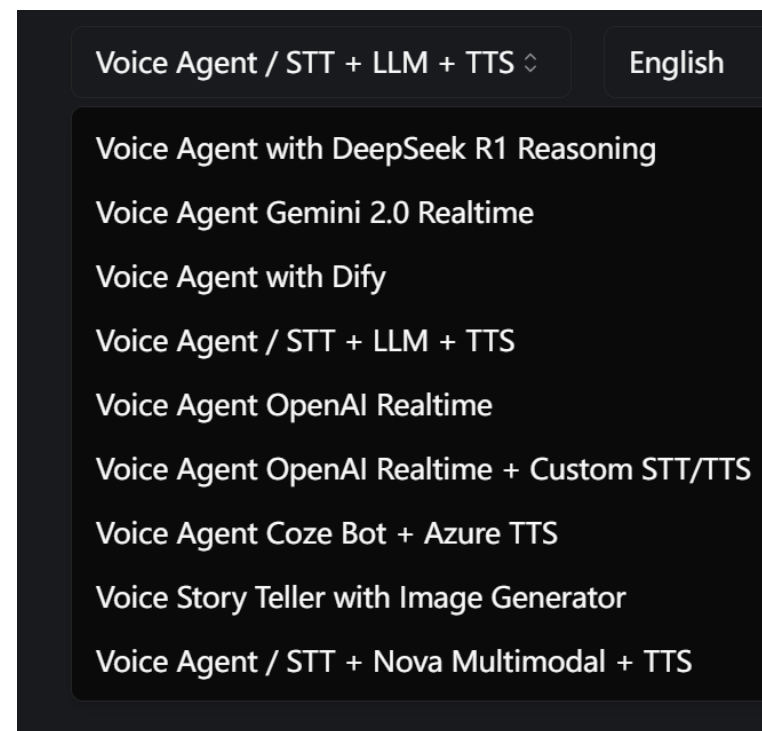 Voice Agent / STT + LLM + TTS English
Voice Agent with DeepSeek R1 Reasoning
Voice Agent Gemini 2.0 Realtime
Voice Agent with Dify
Voice Agent / STT + LLM + TTS
Voice Agent OpenAI Realtime
Voice Agent OpenAI Realtime + Custom STT/TTS
Voice Agent Coze Bot + Azure TTS
Voice Story Teller with Image Generator
Voice Agent / STT + Nova Multimodal + TTS